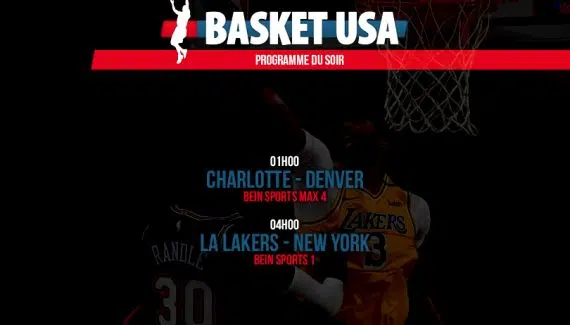 BASKET USA
PROGRAMME DU SOIR
01H00
CHARLOTTE - DENVER
BEIN SPORTS MAX 4
04H00
LA LAKERS - NEW YORK
BEIN SPORTS 1
LAKERS
3
RANDLE
30